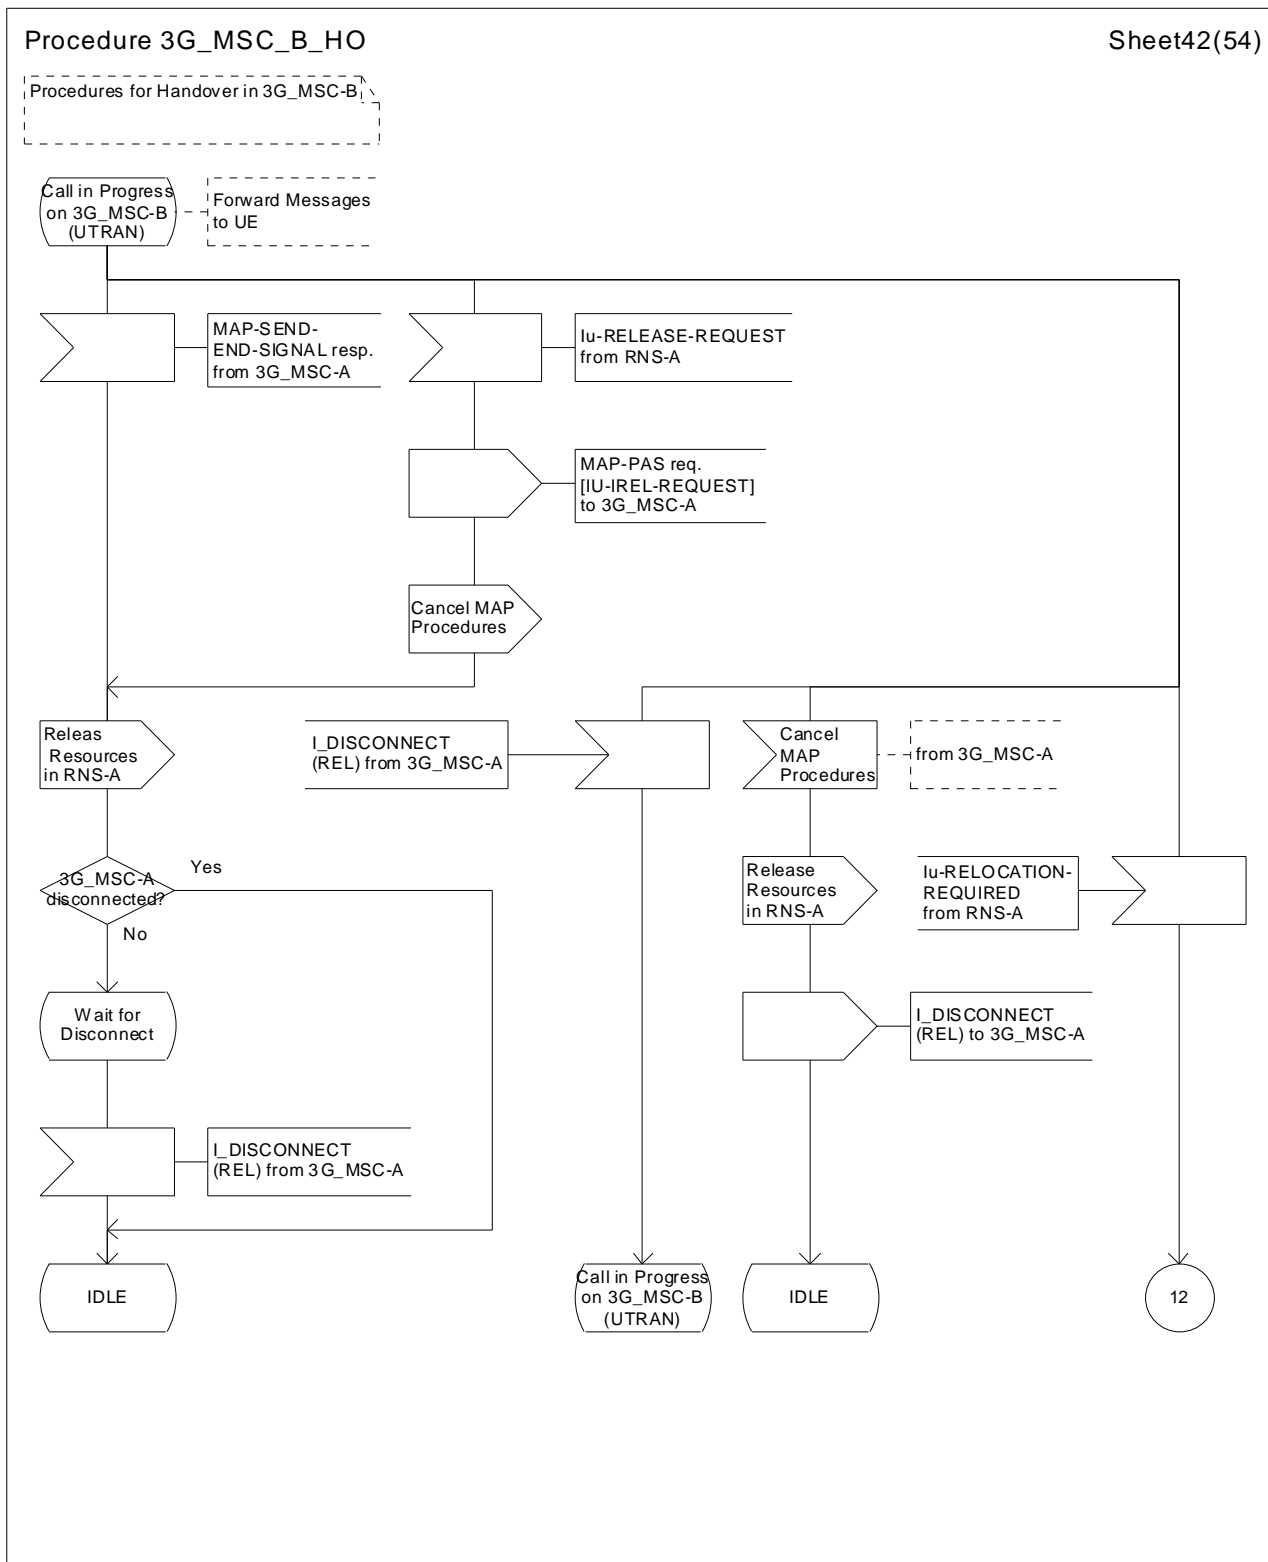 Procedure 3G_MSC_B_HO
Sheet42(54)
Procedures for Handover in 3G_MSC-B
Call in Progress
on 3G_MSC-B
(UTRAN)
Forward Messages
to UE
MAP-SEND-
END-SIGNAL resp.
from 3G_MSC-A
Iu-RELEASE-REQUEST
from RNS-A
MAP-PAS req.
[IU-IREL-REQUEST]
to 3G_MSC-A
Cancel MAP
Procedures
Releas
Resources
in RNS-A
I_DISCONNECT
(REL) from 3G_MSC-A
Cancel
MAP
Procedures
from 3G_MSC-A
3G_MSC-A
disconnected?
Yes
No
Release
Resources
in RNS-A
Iu-RELOCATION-
REQUIRED
from RNS-A
Wait for
Disconnect
I_DISCONNECT
(REL) to 3G_MSC-A
I_DISCONNECT
(REL) from 3G_MSC-A
IDLE
Call in Progress
on 3G_MSC-B
(UTRAN)
IDLE
12